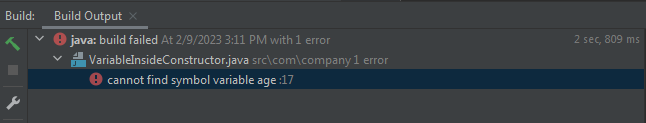 Build: Build Output ×
java: build failed At 2/9/2023 3:11 PM with 1 error 2 sec, 809 ms
VariableInsideConstructor.java src\com\company 1 error
cannot find symbol variable age :17